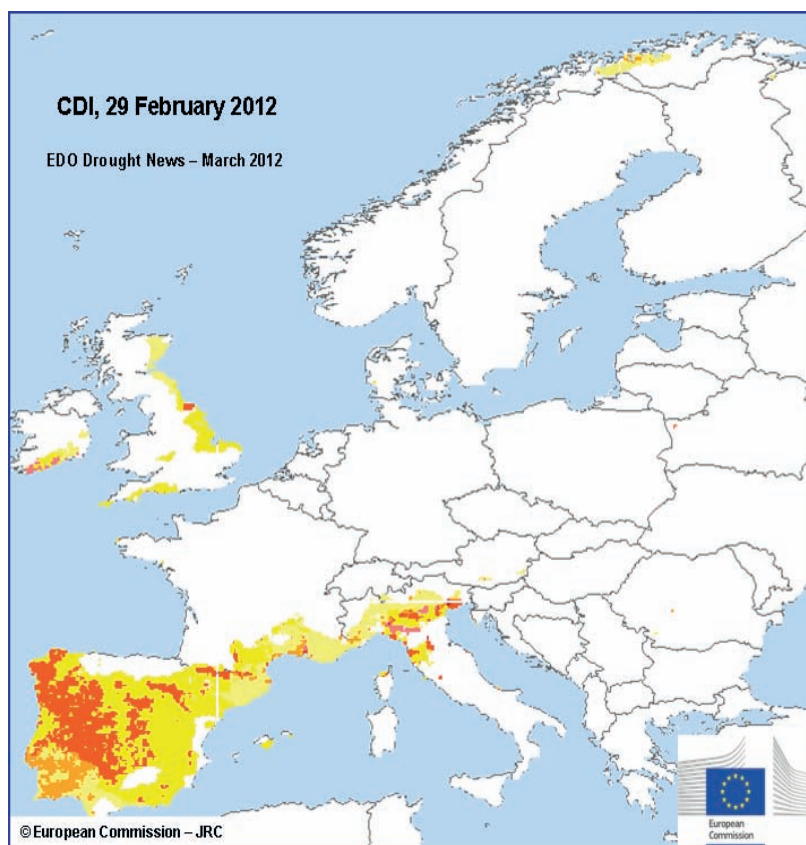 CDI, 29 February 2012
EDO Drought News – March 2012
European
Commission
© European Commission – JRC